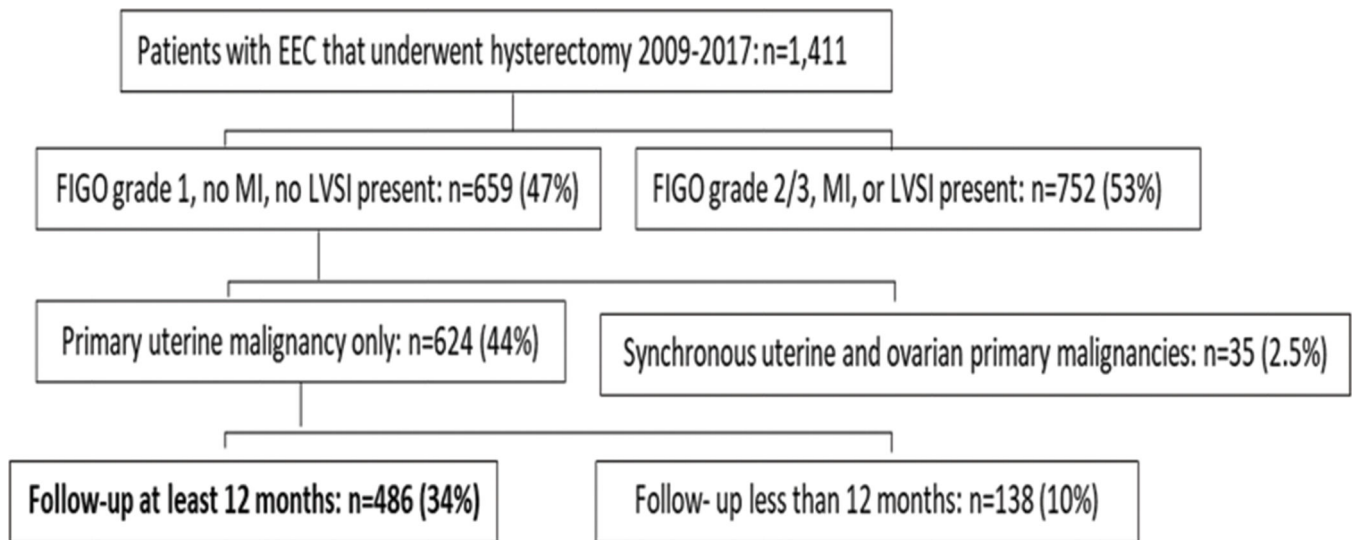 Patients with EEC that underwent hysterectomy 2009-2017: n=1,411
FIGO grade 1, no MI, no LVSI present: n=659 (47%)
FIGO grade 2/3, MI, or LVSI present: n=752 (53%)
Primary uterine malignancy only: n=624 (44%)
Synchronous uterine and ovarian primary malignancies: n=35 (2.5%)
Follow-up at least 12 months: n=486 (34%)
Follow- up less than 12 months: n=138 (10%)